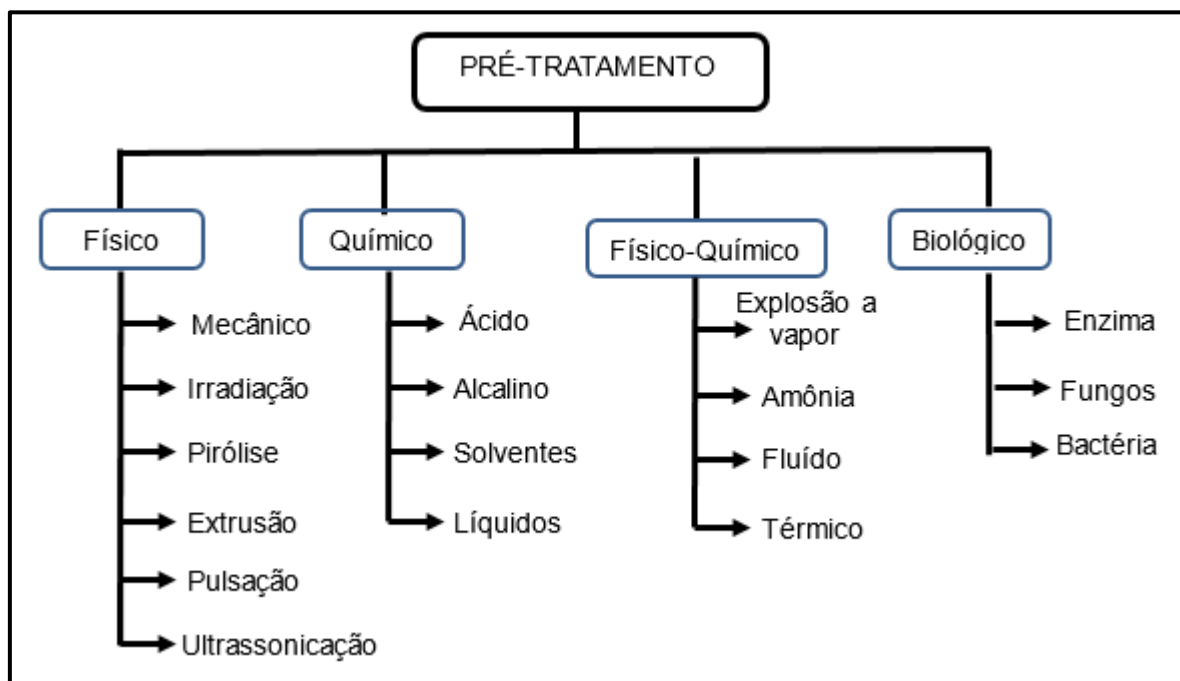 PRÉ-TRATAMENTO
Físico
Mecânico
Irradiação
Pirólise
Extrusão
Pulsação
Ultrassonicação
Químico
Ácido
Alcalino
Solventes
Líquidos
Físico-Químico
Explosão a
vapor
Amônia
Fluído
Térmico
Biológico
Enzima
Fungos
Bactéria